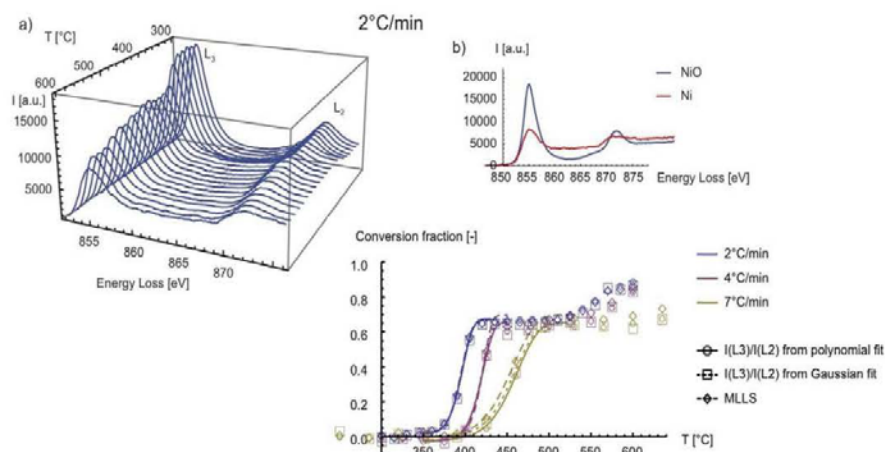 a)
2°C/min
T [°C]
300
400
500
600
L3
L2
I [a.u.]
15000
10000
5000
855
860
865
870
Energy Loss [eV]
b)
I [a.u.]
20000
15000
10000
5000
0
850 855 860 865 870 875
Energy Loss [eV]
NiO
Ni
Conversion fraction [-]
1.0
0.8
0.6
0.4
0.2
0.0
250
400
450
500
550
600
T [°C]
2°C/min
4°C/min
7°C/min
I(L3)/I(L2) from polynomial fit
I(L3)/I(L2) from Gaussian fit
MLLS